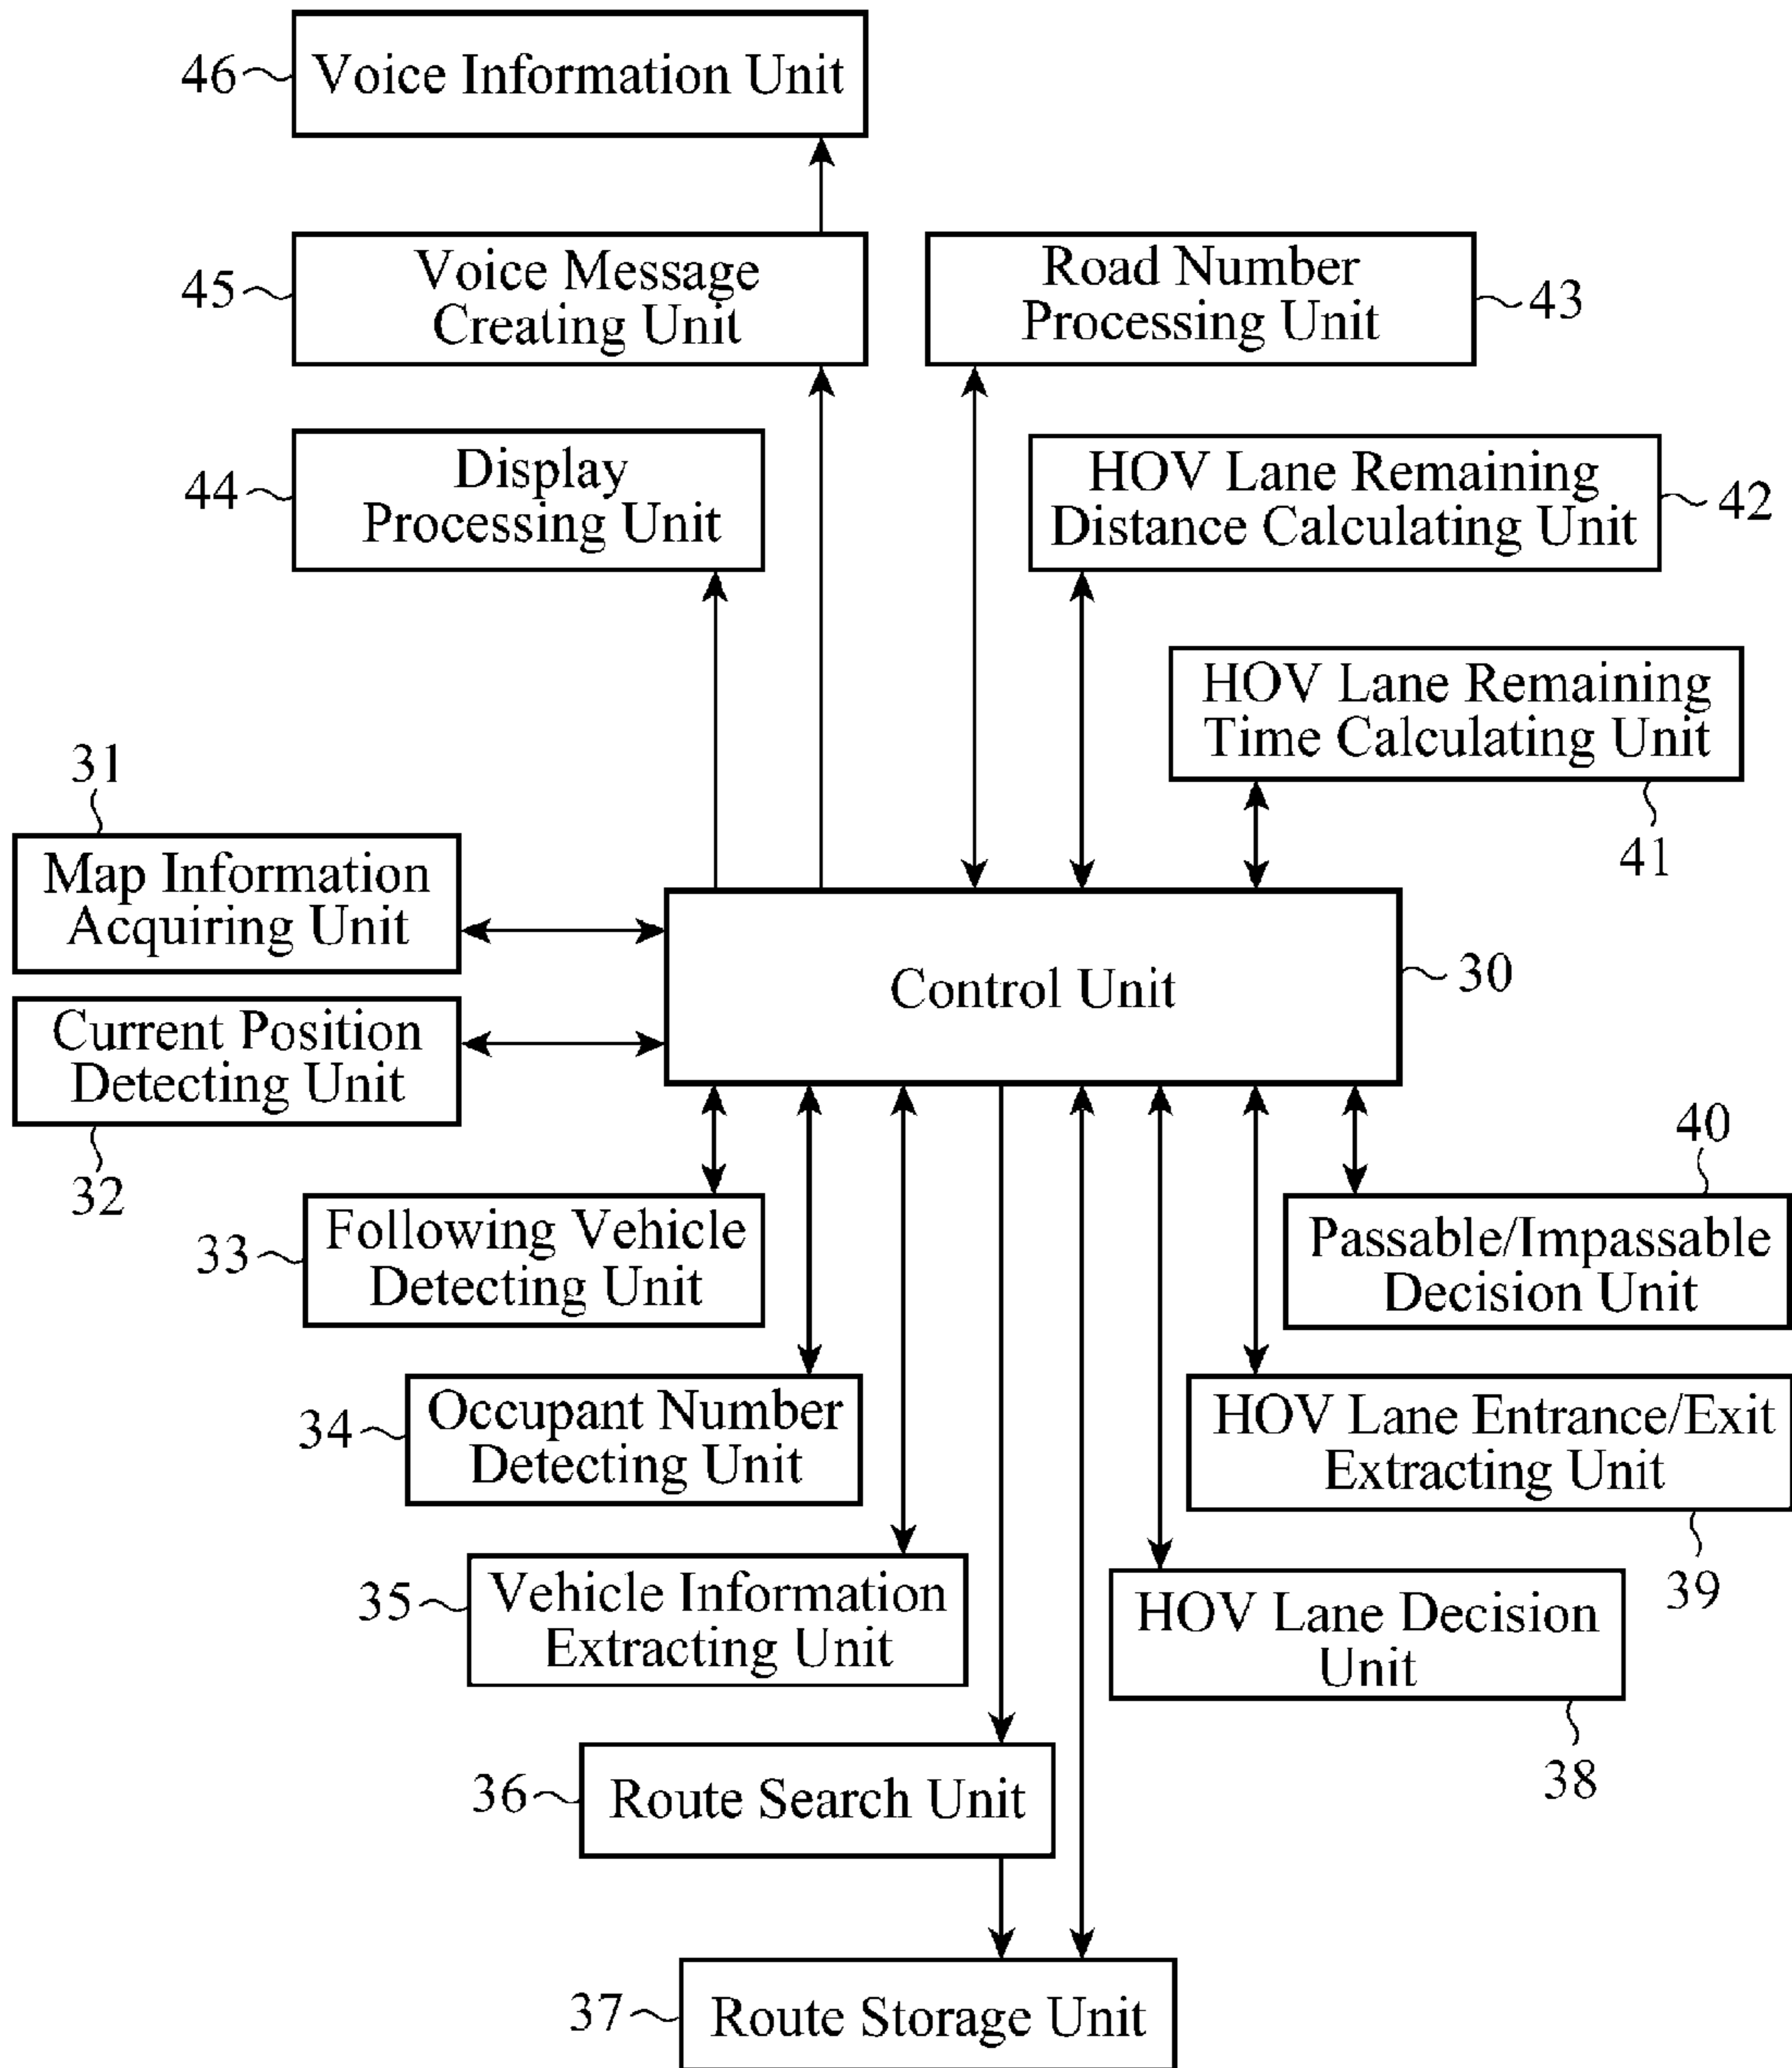 46
Voice Information Unit
45
Voice Message
Creating Unit
Road Number
Processing Unit
43
44
Display
Processing Unit
HOV Lane Remaining
Distance Calculating Unit
42
HOV Lane Remaining
Time Calculating Unit
41
31
Map Information
Acquiring Unit
Control Unit
30
Current Position
Detecting Unit
32
33
Following Vehicle
Detecting Unit
40
Passable/Impassable
Decision Unit
34
Occupant Number
Detecting Unit
HOV Lane Entrance/Exit
Extracting Unit
39
35
Vehicle Information
Extracting Unit
HOV Lane Decision
Unit
38
36
Route Search Unit
37
Route Storage Unit